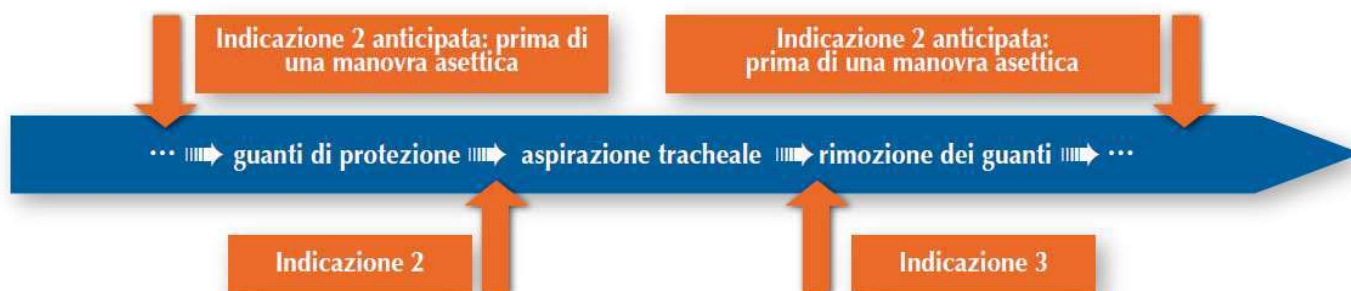 Indicazione 2 anticipata: prima di
una manovra asettica
Indicazione 2 anticipata:
prima di una manovra asettica
... guanti di protezione aspirazione tracheale rimozione dei guanti ...
Indicazione 2
Indicazione 3